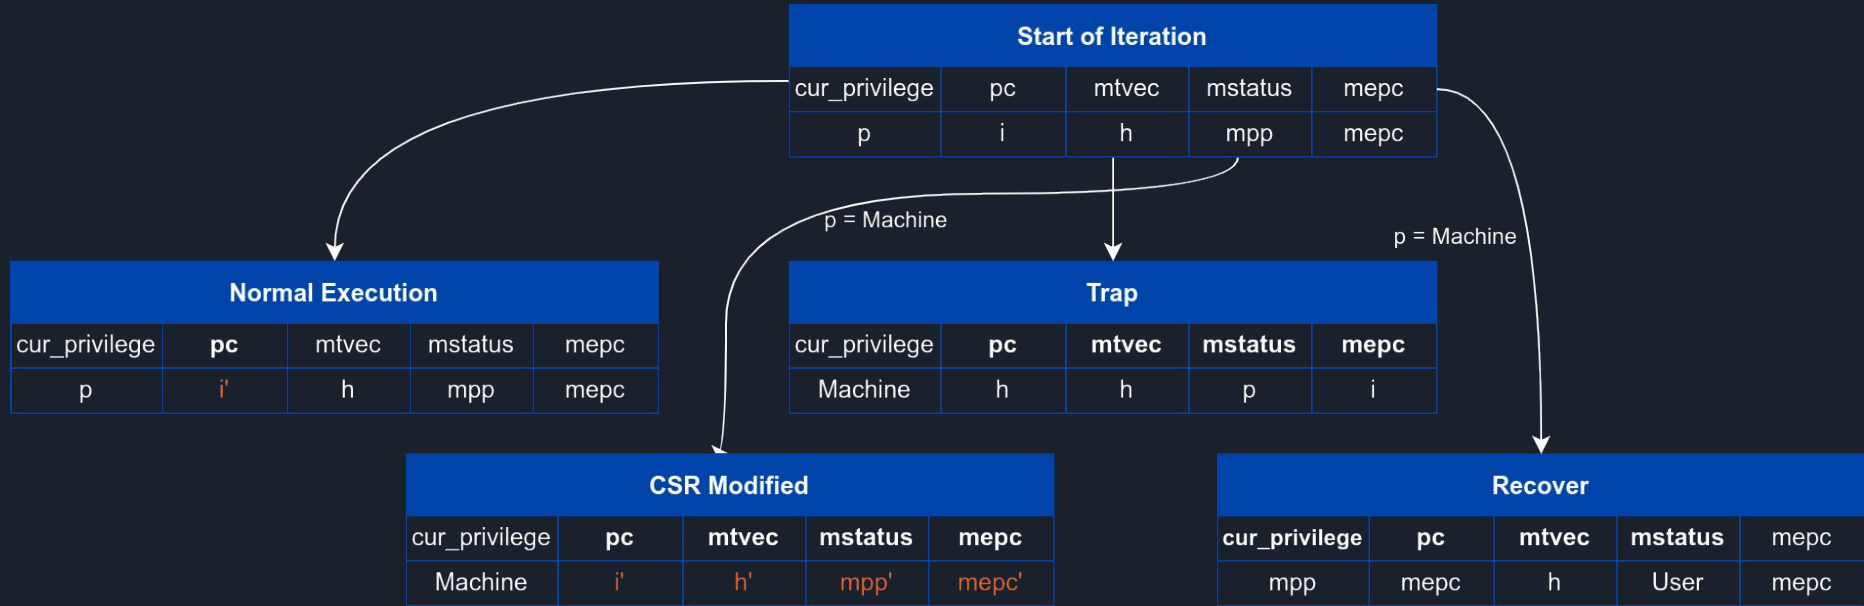 Start of Iteration
cur_privilege pc mtvec mstatus mepc
p i h mpp mepc
p = Machine
p = Machine
Normal Execution
cur_privilege pc mtvec mstatus mepc
p i' h mpp mepc
Trap
cur_privilege pc mtvec mstatus mepc
Machine h h p i
CSR Modified
cur_privilege pc mtvec mstatus mepc
Machine i' h' mpp' mepc'
Recover
cur_privilege pc mtvec mstatus mepc
mpp mepc h User mepc